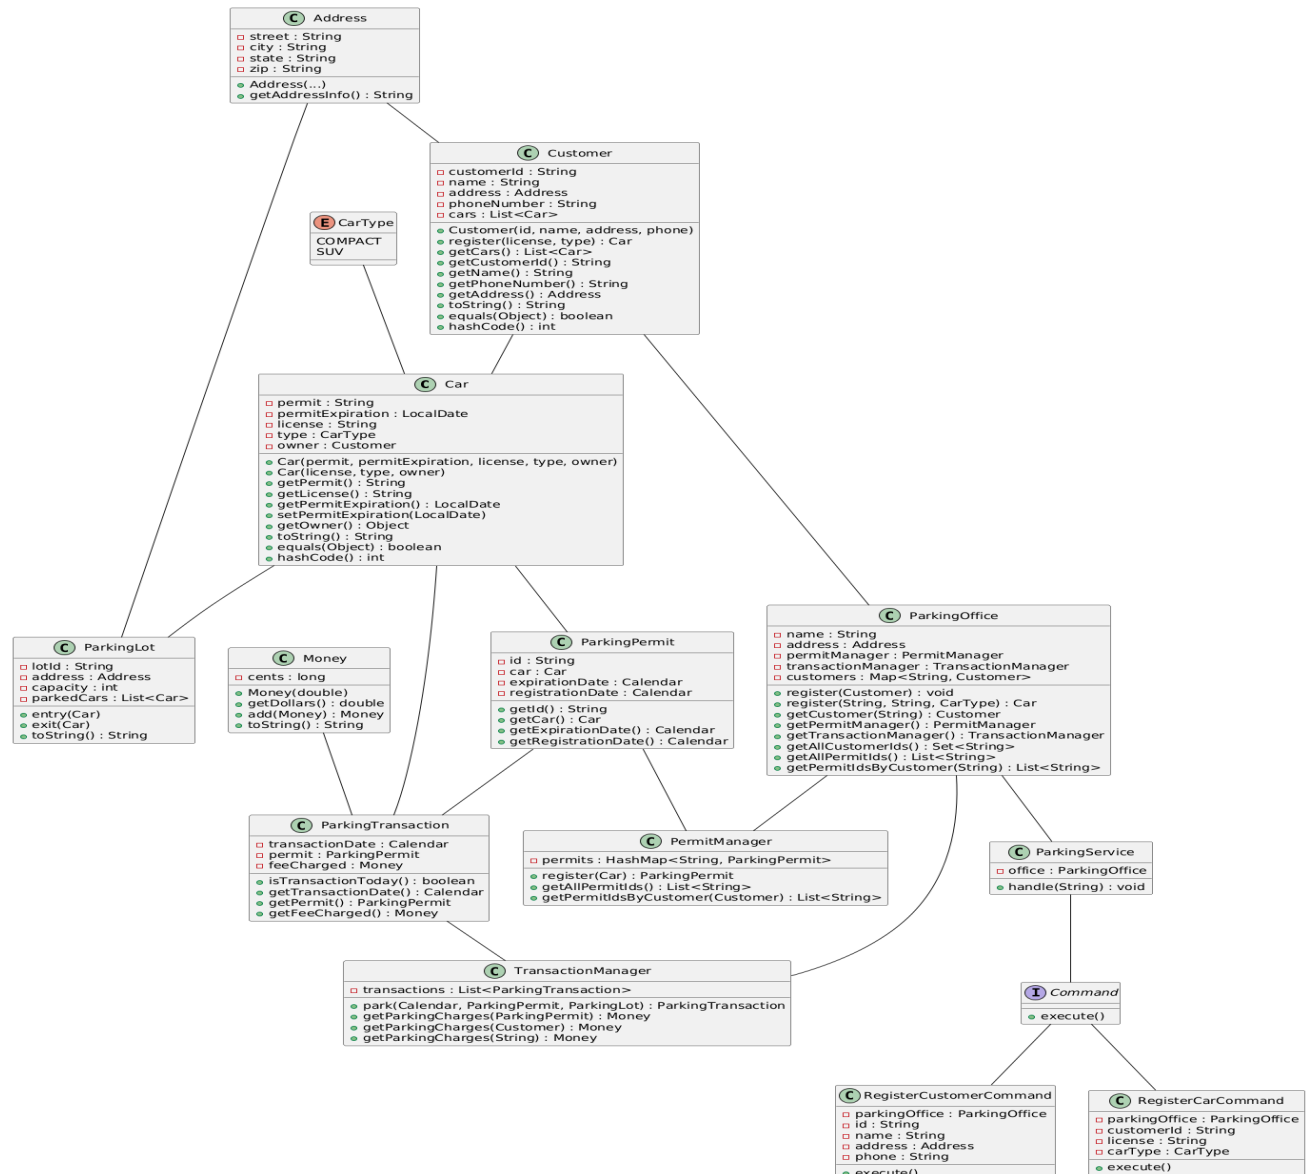 C Address
street : String
city : String
state : String
zip : String
Address(...)
getAddressInfo() : String
C Customer
customerId : String
name : String
address : Address
phoneNumber : String
cars : List<Car>
Customer(id, name, address, phone)
register(license, type) : Car
getCars() : List<Car>
getCustomerId() : String
getName() : String
getPhoneNumber() : String
getAddress() : Address
toString() : String
equals(Object) : boolean
hashCode() : int
E CarType
COMPACT
SUV
C Car
permit : String
permitExpiration : LocalDate
license : String
type : CarType
owner : Customer
Car(permit, permitExpiration, license, type, owner)
Car(license, type, owner)
getPermit() : String
getLicense() : String
getPermitExpiration() : LocalDate
setPermitExpiration(LocalDate)
getOwner() : Object
toString() : String
equals(Object) : boolean
hashCode() : int
C ParkingLot
lotId : String
address : Address
capacity : int
parkedCars : List<Car>
entry(Car)
exit(Car)
toString() : String
C Money
cents : long
Money(double)
getDollars() : double
add(Money) : Money
toString() : String
C ParkingPermit
id : String
car : Car
expirationDate : Calendar
registrationDate : Calendar
getId() : String
getCar() : Car
getExpirationDate() : Calendar
getRegistrationDate() : Calendar
C ParkingOffice
name : String
address : Address
permitManager : PermitManager
transactionManager : TransactionManager
customers : Map<String, Customer>
register(Customer) : void
register(String, String, CarType) : Car
getCustomer(String) : Customer
getPermitManager() : PermitManager
getTransactionManager() : TransactionManager
getAllCustomerIds() : Set<String>
getAllPermitIds() : List<String>
getPermitIdsByCustomer(String) : List<String>
C ParkingTransaction
transactionDate : Calendar
permit : ParkingPermit
feeCharged : Money
isTransactionToday() : boolean
getTransactionDate() : Calendar
getPermit() : ParkingPermit
getFeeCharged() : Money
C PermitManager
permits : HashMap<String, ParkingPermit>
register(Car) : ParkingPermit
getAllPermitIds() : List<String>
getPermitIdsByCustomer(Customer) : List<String>
C ParkingService
office : ParkingOffice
handle(String) : void
C TransactionManager
transactions : List<ParkingTransaction>
park(Calendar, ParkingPermit, ParkingLot) : ParkingTransaction
getParkingCharges(ParkingPermit) : Money
getParkingCharges(Customer) : Money
getParkingCharges(String) : Money
I Command
execute()
C RegisterCustomerCommand
parkingOffice : ParkingOffice
id : String
name : String
address : Address
phone : String
execute()
C RegisterCarCommand
parkingOffice : ParkingOffice
customerId : String
license : String
carType : CarType
execute()